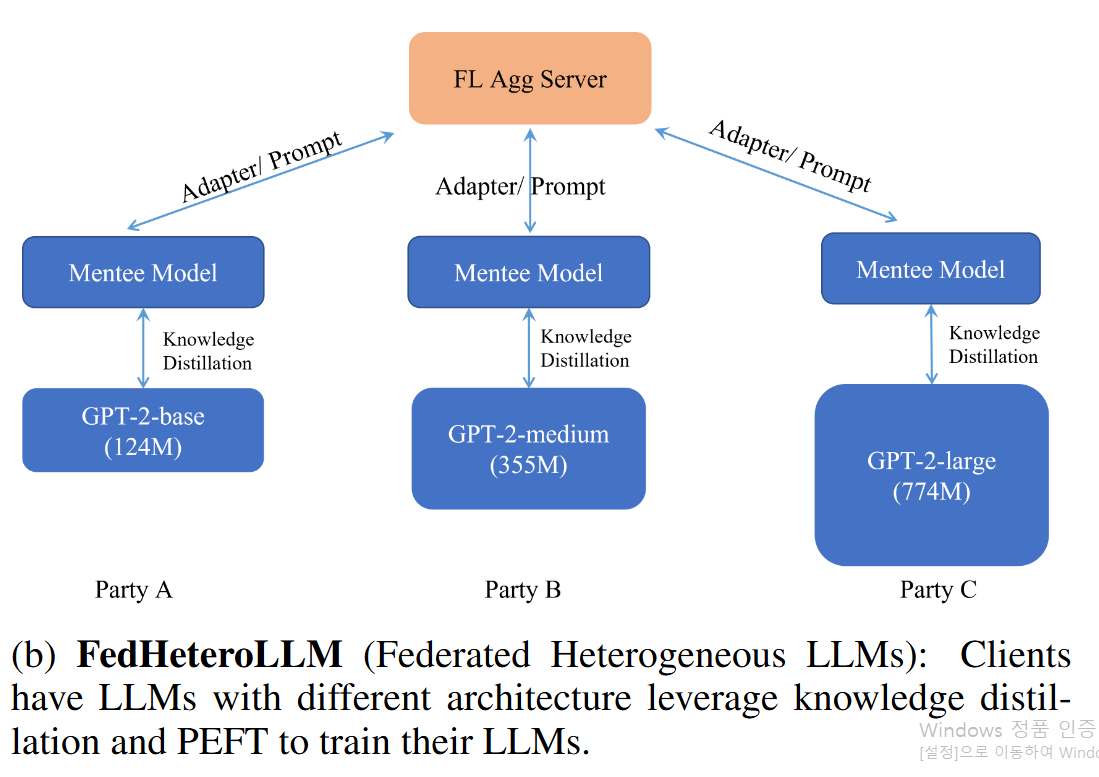 FL Agg Server
Adapter/ Prompt
Adapter/ Prompt
Adapter/ Prompt
Mentee Model
Mentee Model
Mentee Model
Knowledge
Distillation
Knowledge
Distillation
Knowledge
Distillation
GPT-2-base
(124M)
GPT-2-medium
(355M)
GPT-2-large
(774M)
Party A
Party B
Party C
(b) FedHeteroLLM (Federated Heterogeneous LLMs): Clients
have LLMs with different architecture leverage knowledge distil-
lation and PEFT to train their LLMs.
Windows 정품 인증
[설정]으로 이동하여 Windo